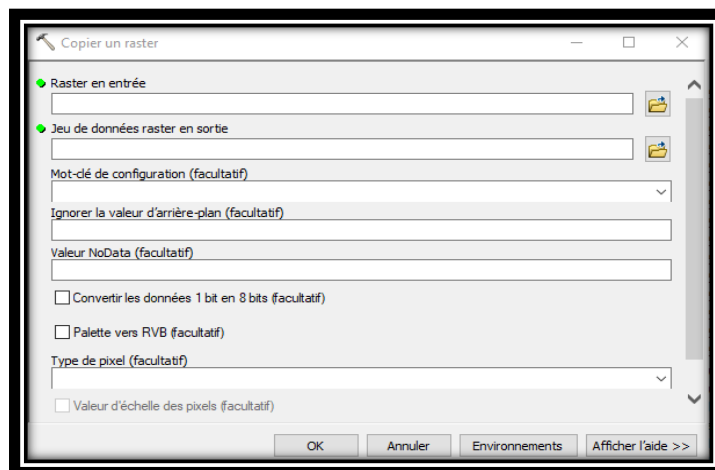 Copier un raster
Raster en entrée
Jeu de données raster en sortie
Mot-clé de configuration (facultatif)
Ignorer la valeur d'arrière-plan (facultatif)
Valeur NoData (facultatif)
Convertir les données 1 bit en 8 bits (facultatif)
Palette vers RVB (facultatif)
Type de pixel (facultatif)
Valeur d'échelle des pixels (facultatif)
OK Annuler Environnements Afficher l'aide >>